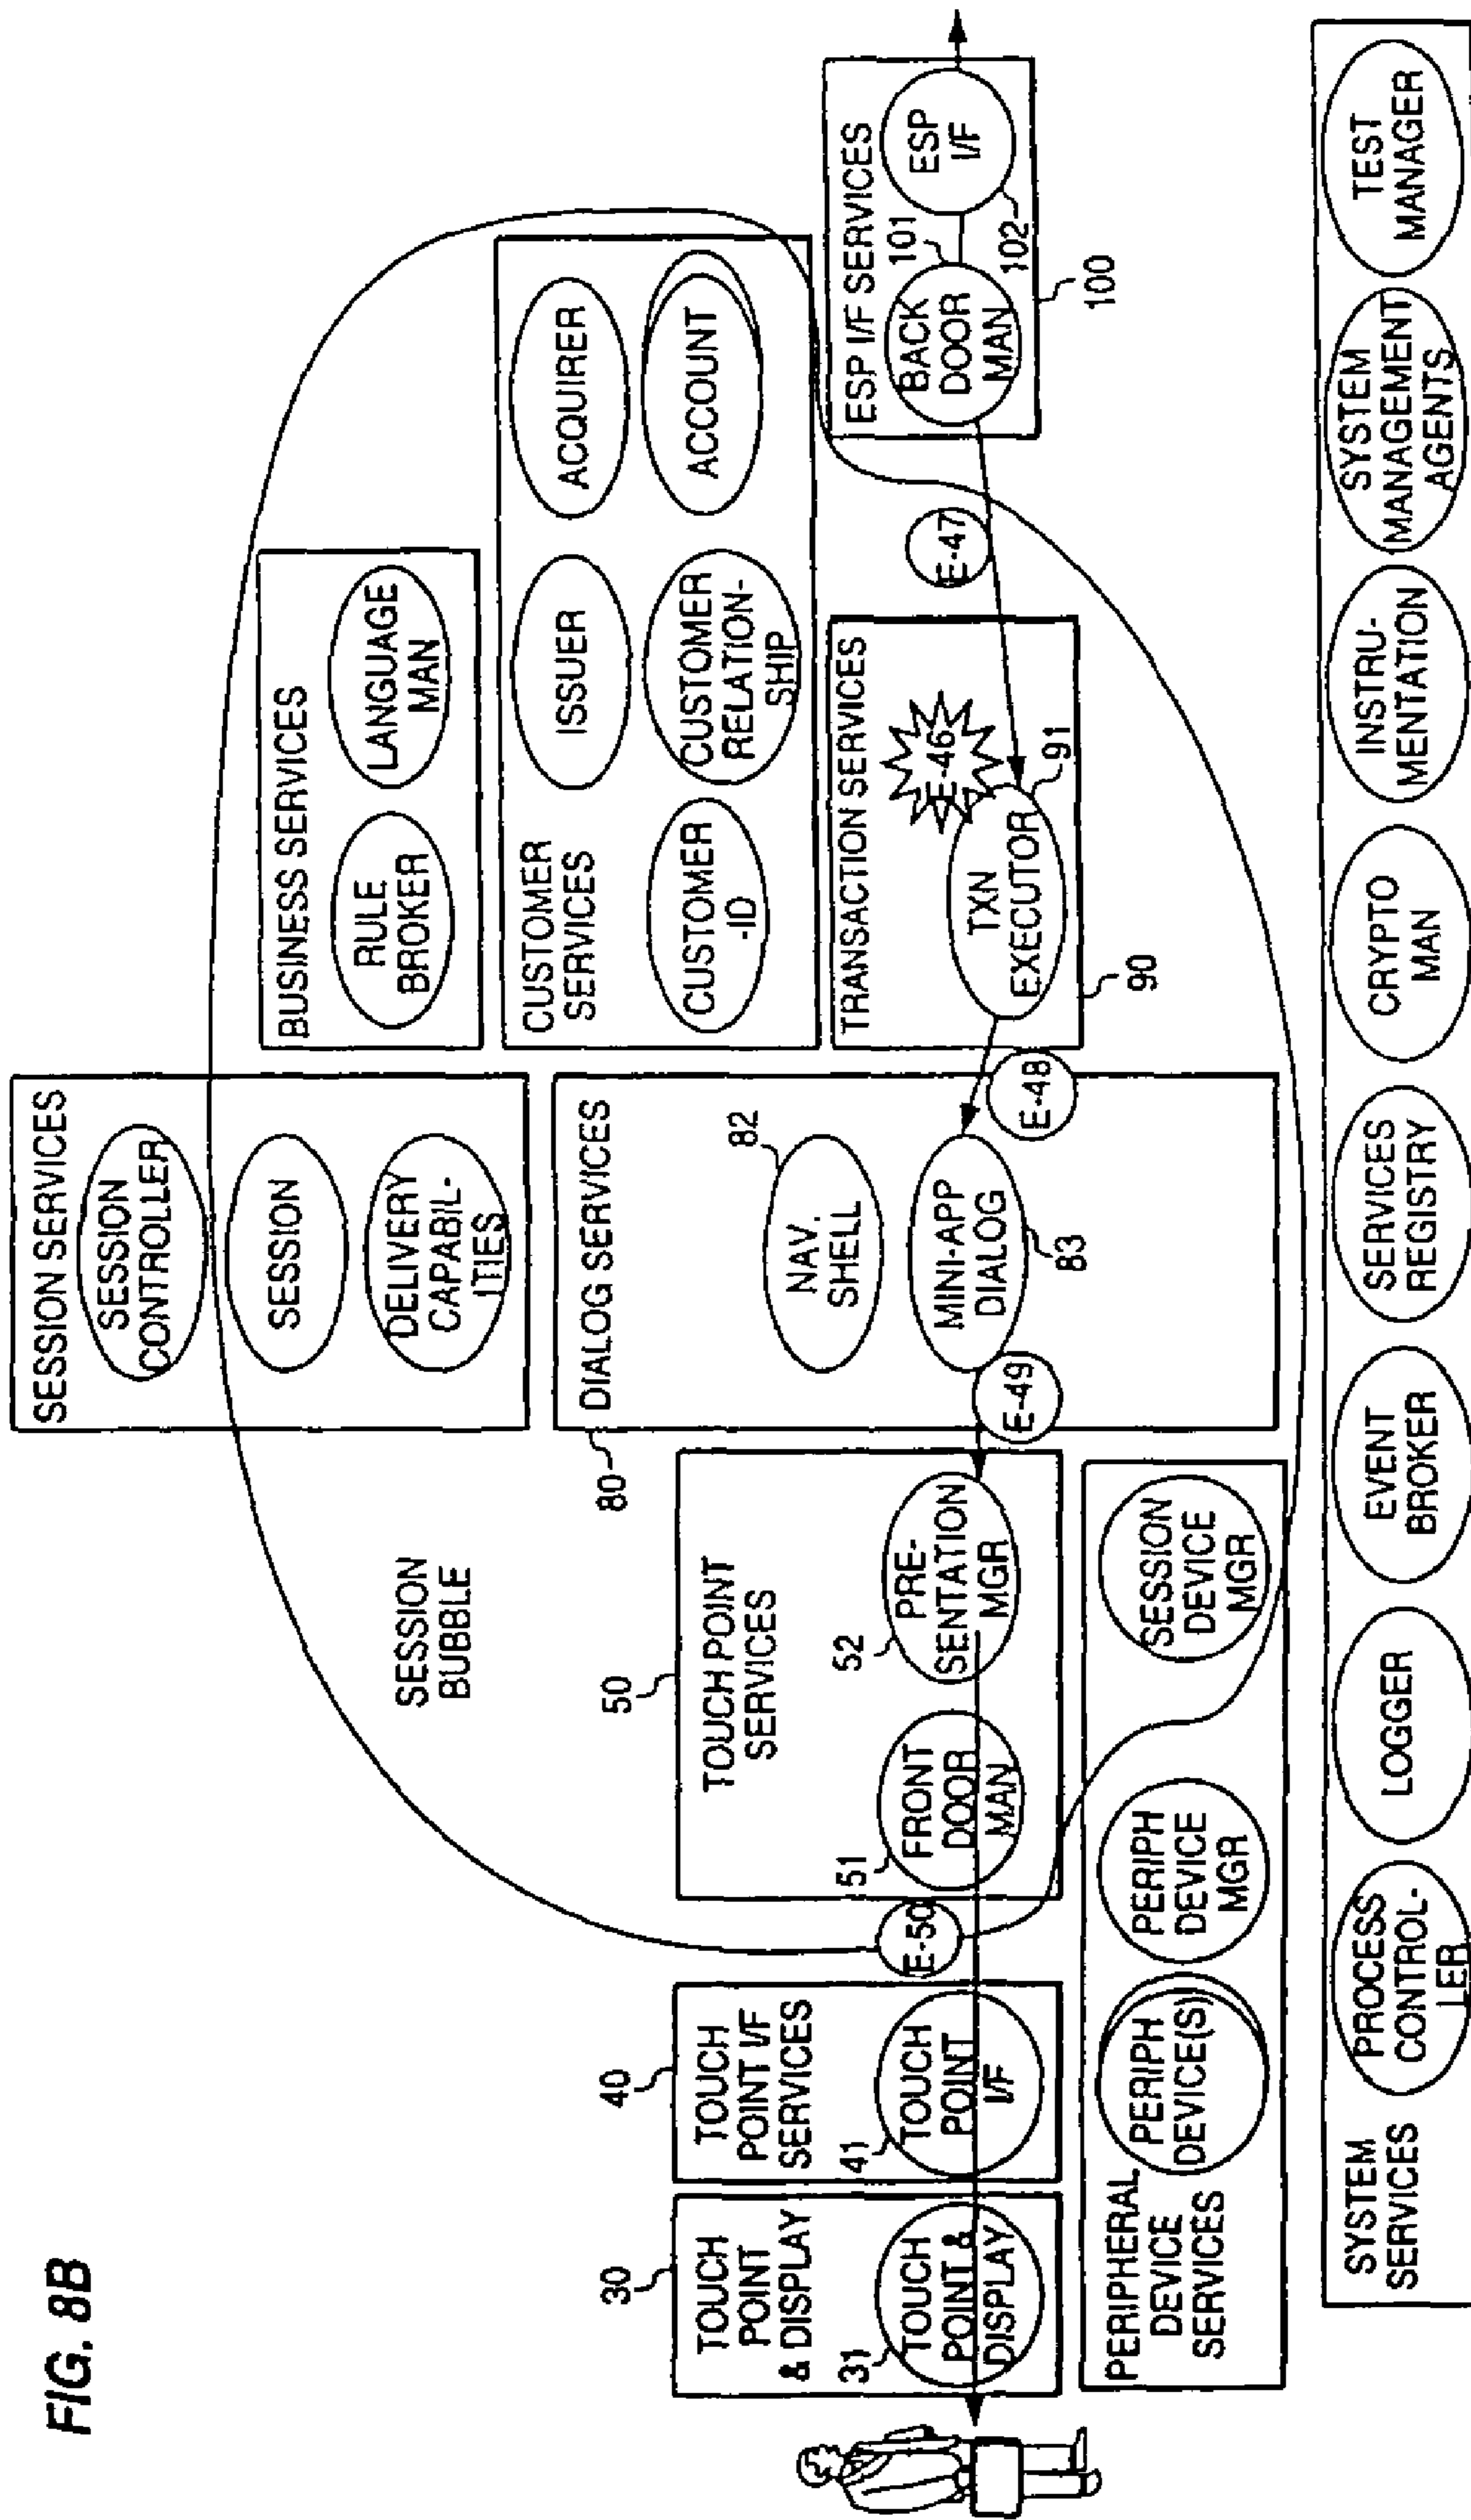 FIG. 8B
SESSION SERVICES
SESSION
CONTROLLER
SESSION
DELIVERY
CAPABIL-
ITIES
BUSINESS SERVICES
RULE
BROKER
LANGUAGE
MAN
SESSION
BUBBLE
CUSTOMER
SERVICES
ISSUER
ACQUIRER
CUSTOMER
-ID
CUSTOMER
RELATION-
SHIP
ACCOUNT
80
DIALOG SERVICES
NAV.
SHELL
82
MINI-APP
DIALOG
83
E-49
E-48
30
TOUCH
POINT
& DISPLAY
31
TOUCH
POINT &
DISPLAY
40
TOUCH
POINT I/F
SERVICES
41
TOUCH
POINT
I/F
E-50
50
TOUCH POINT
SERVICES
51
FRONT
DOOR
MAN
52
PRE-
SENTATION
MGR
TRANSACTION SERVICES
E-46
TXN
EXECUTOR
91
90
E-47
ESP I/F SERVICES
BACK
DOOR
MAN
101
ESP
I/F
102
100
PERIPHERAL
DEVICE
SERVICES
PERIPH
DEVICE(S)
PERIPH
DEVICE
MGR
SESSION
DEVICE
MGR
SYSTEM
SERVICES
PROCESS
CONTROL-
LER
LOGGER
EVENT
BROKER
SERVICES
REGISTRY
CRYPTO
MAN
INSTRU-
MENTATION
SYSTEM
MANAGEMENT
AGENTS
TEST
MANAGER